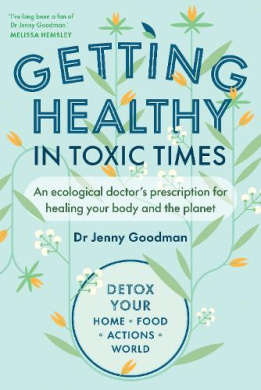 'I've long been a fan of
Dr Jenny Goodman.'
MELISSA HEMSLEY
GETTING
HEALTHY
IN TOXIC TIMES
An ecological doctor's prescription for
healing your body and the planet
Dr Jenny Goodman
DETOX
YOUR
HOME • FOOD
• ACTIONS •
WORLD